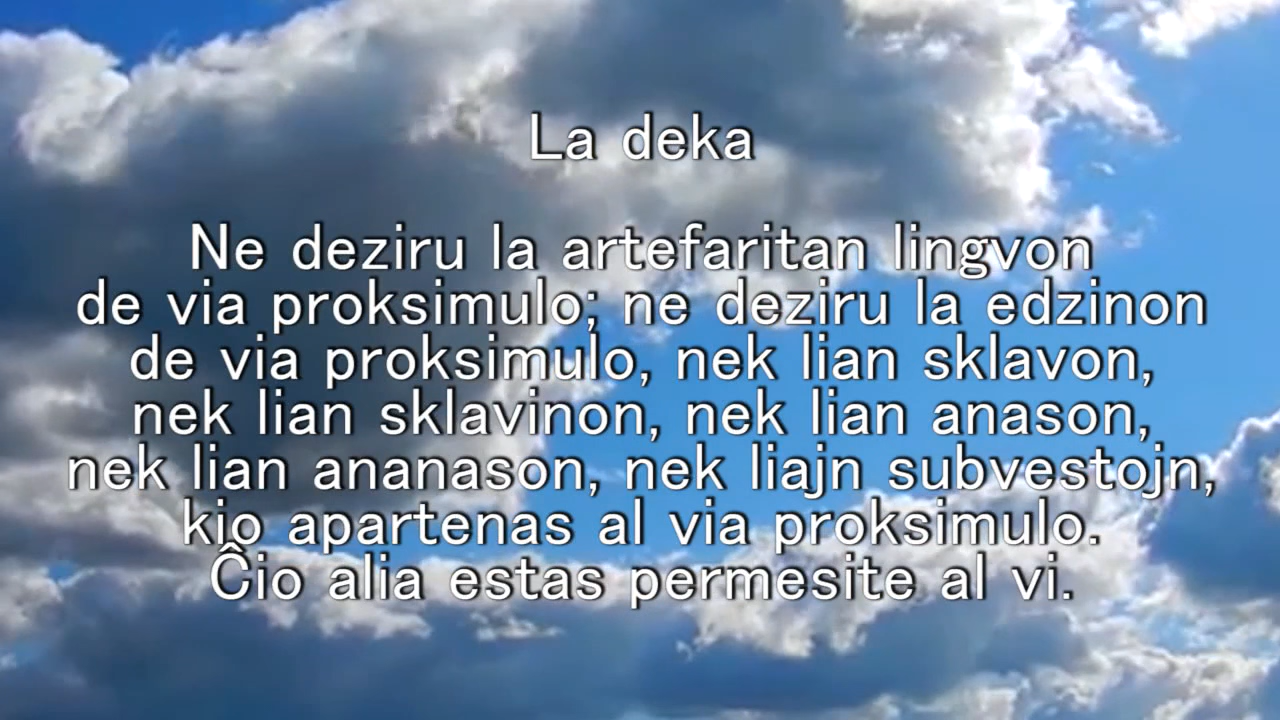 La deka
Ne deziru la artefaritan lingvon
de via proksimulo; ne deziru la edzinon
de via proksimulo, nek lian sklavon,
nek lian sklavinon, nek lian anason,
nek lian ananason, nek liajn subvestojn,
kio apartenas al via proksimulo.
Ĉio alia estas permesite al vi.